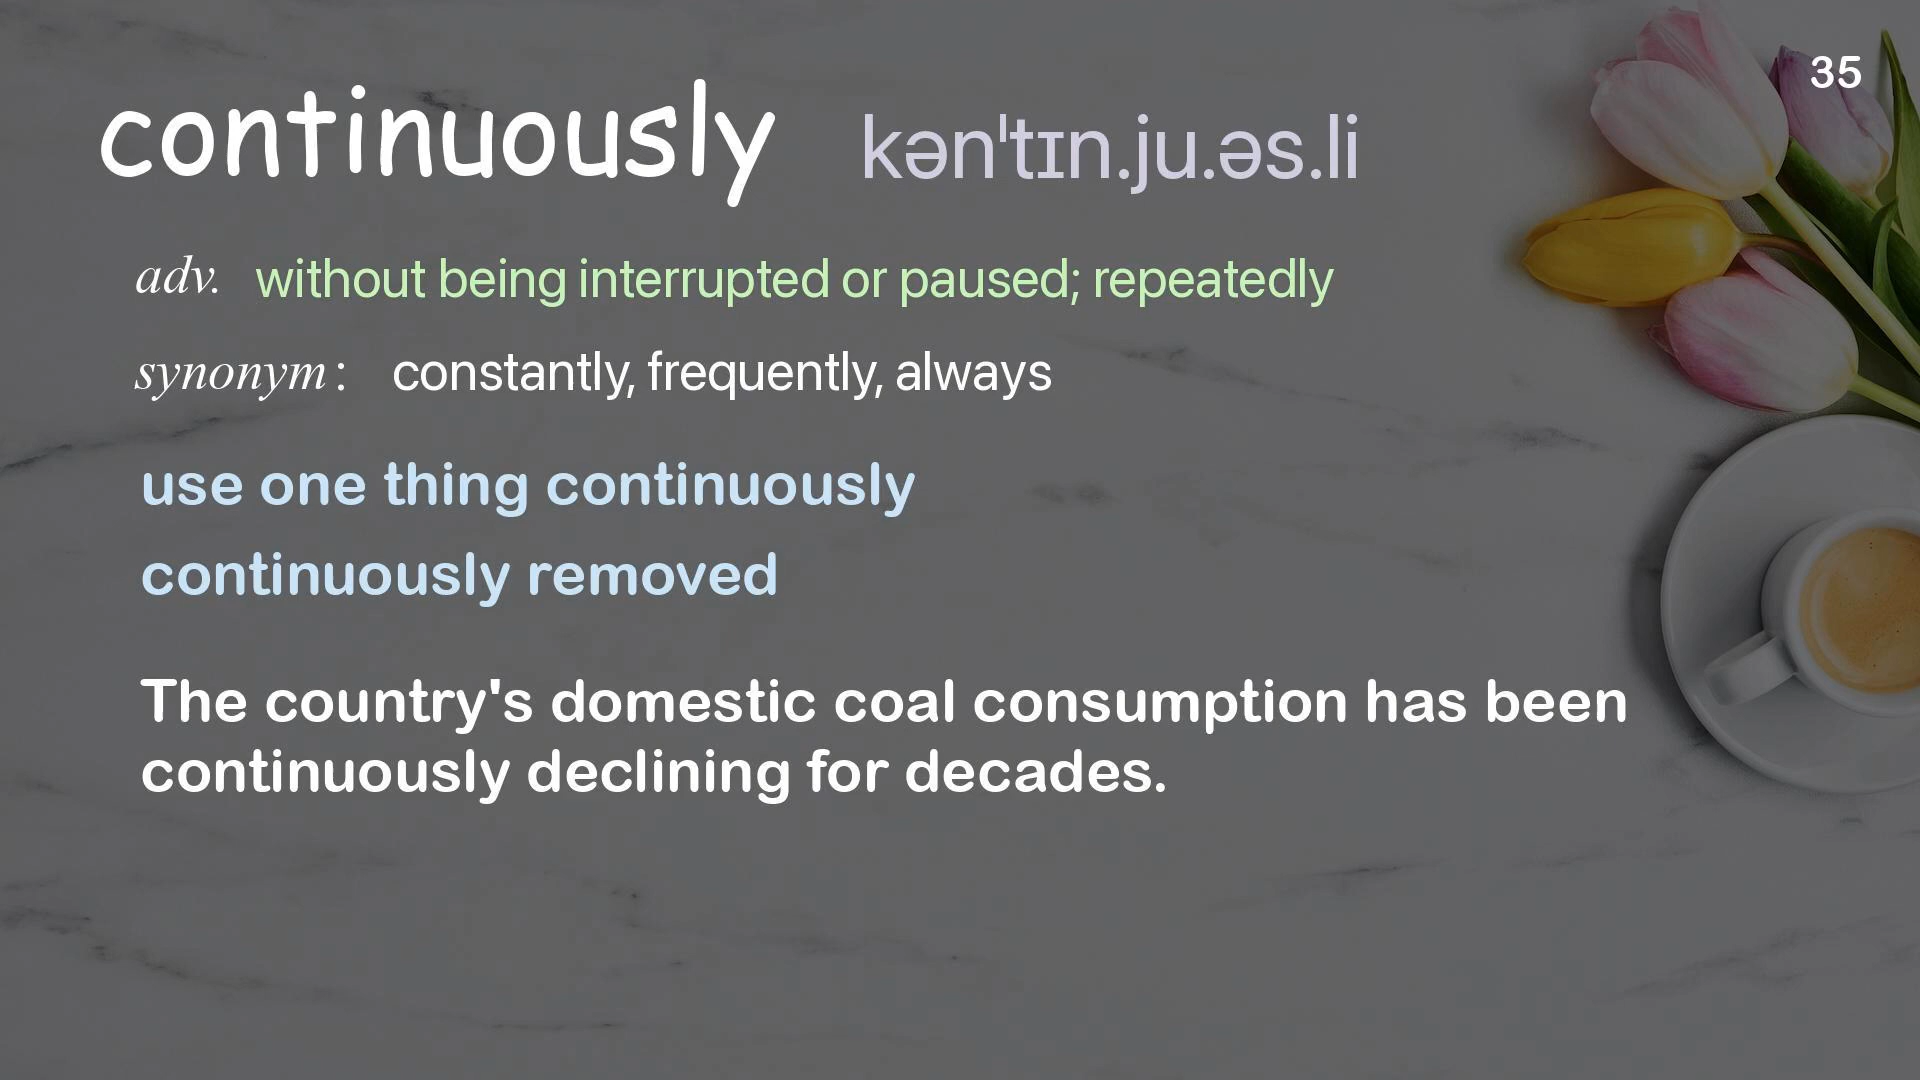 35
continuously kən'tɪn.ju.əs.li
adv. without being interrupted or paused; repeatedly
synonym : constantly, frequently, always
use one thing continuously
continuously removed
The country's domestic coal consumption has been
continuously declining for decades.